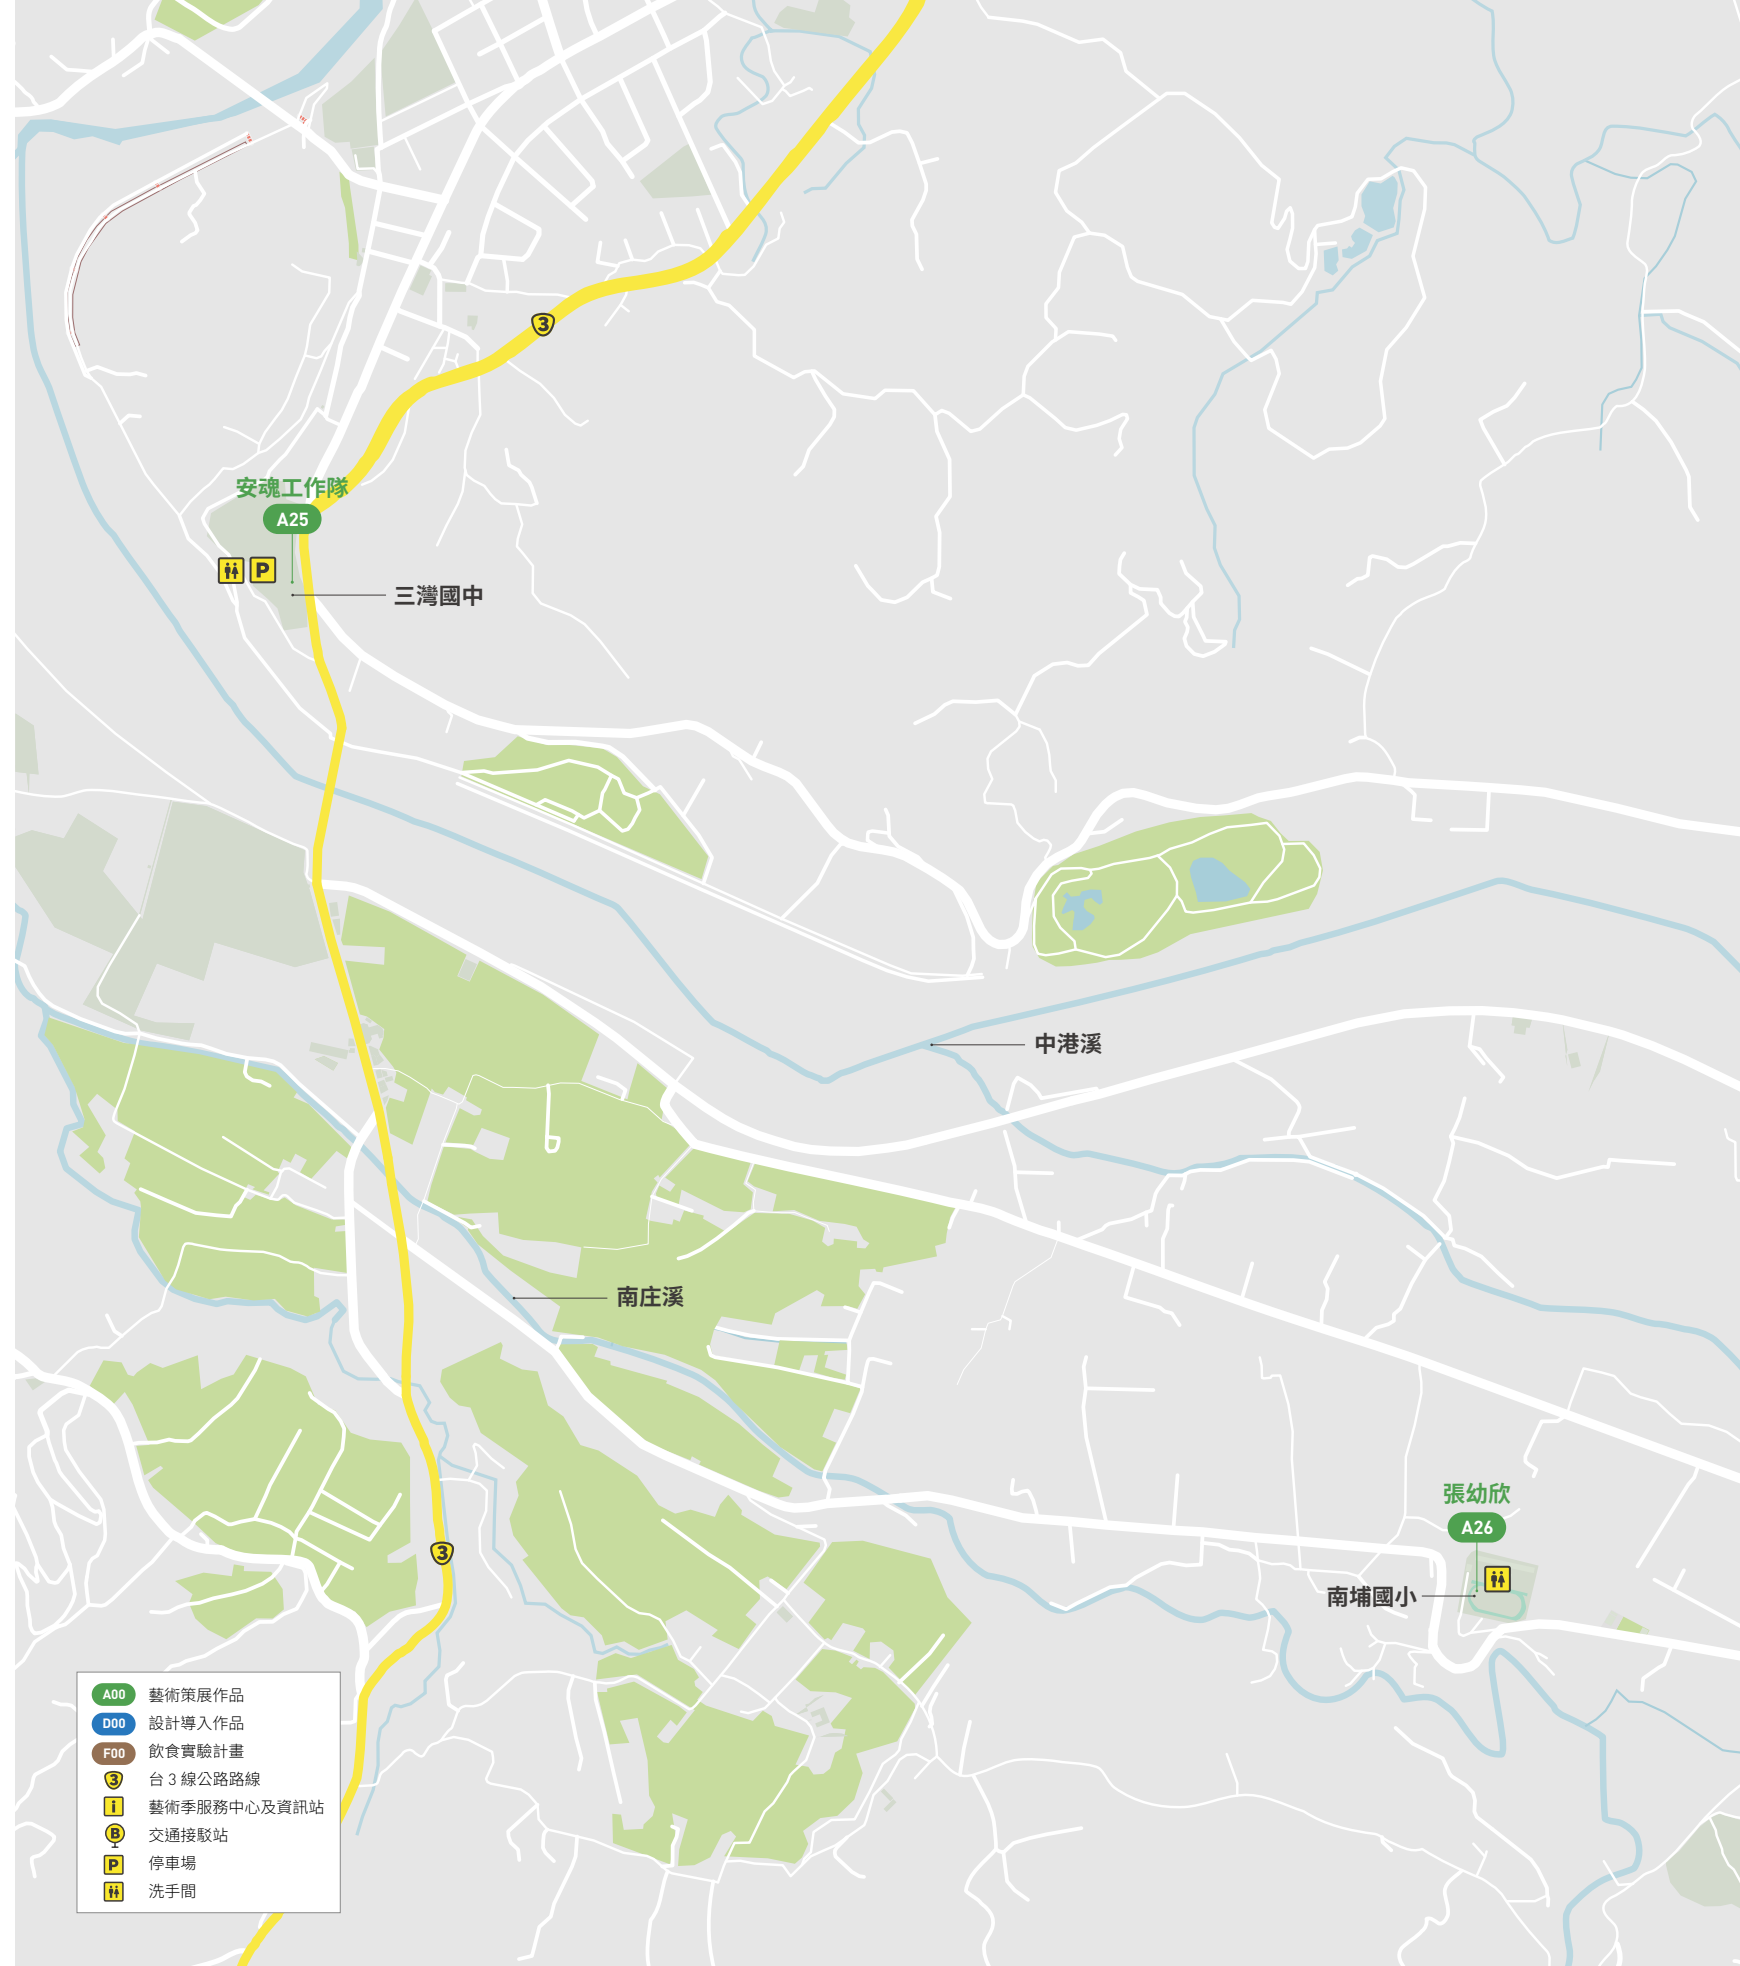 3
安魂工作隊
A25
P
三灣國中
中港溪
南庄溪
張幼欣
A26
3
南埔國小
A00 藝術策展作品
D00 設計導入作品
F00 飲食實驗計畫
3 台 3 線公路路線
i 藝術季服務中心及資訊站
B 交通接駁站
P 停車場
洗手間